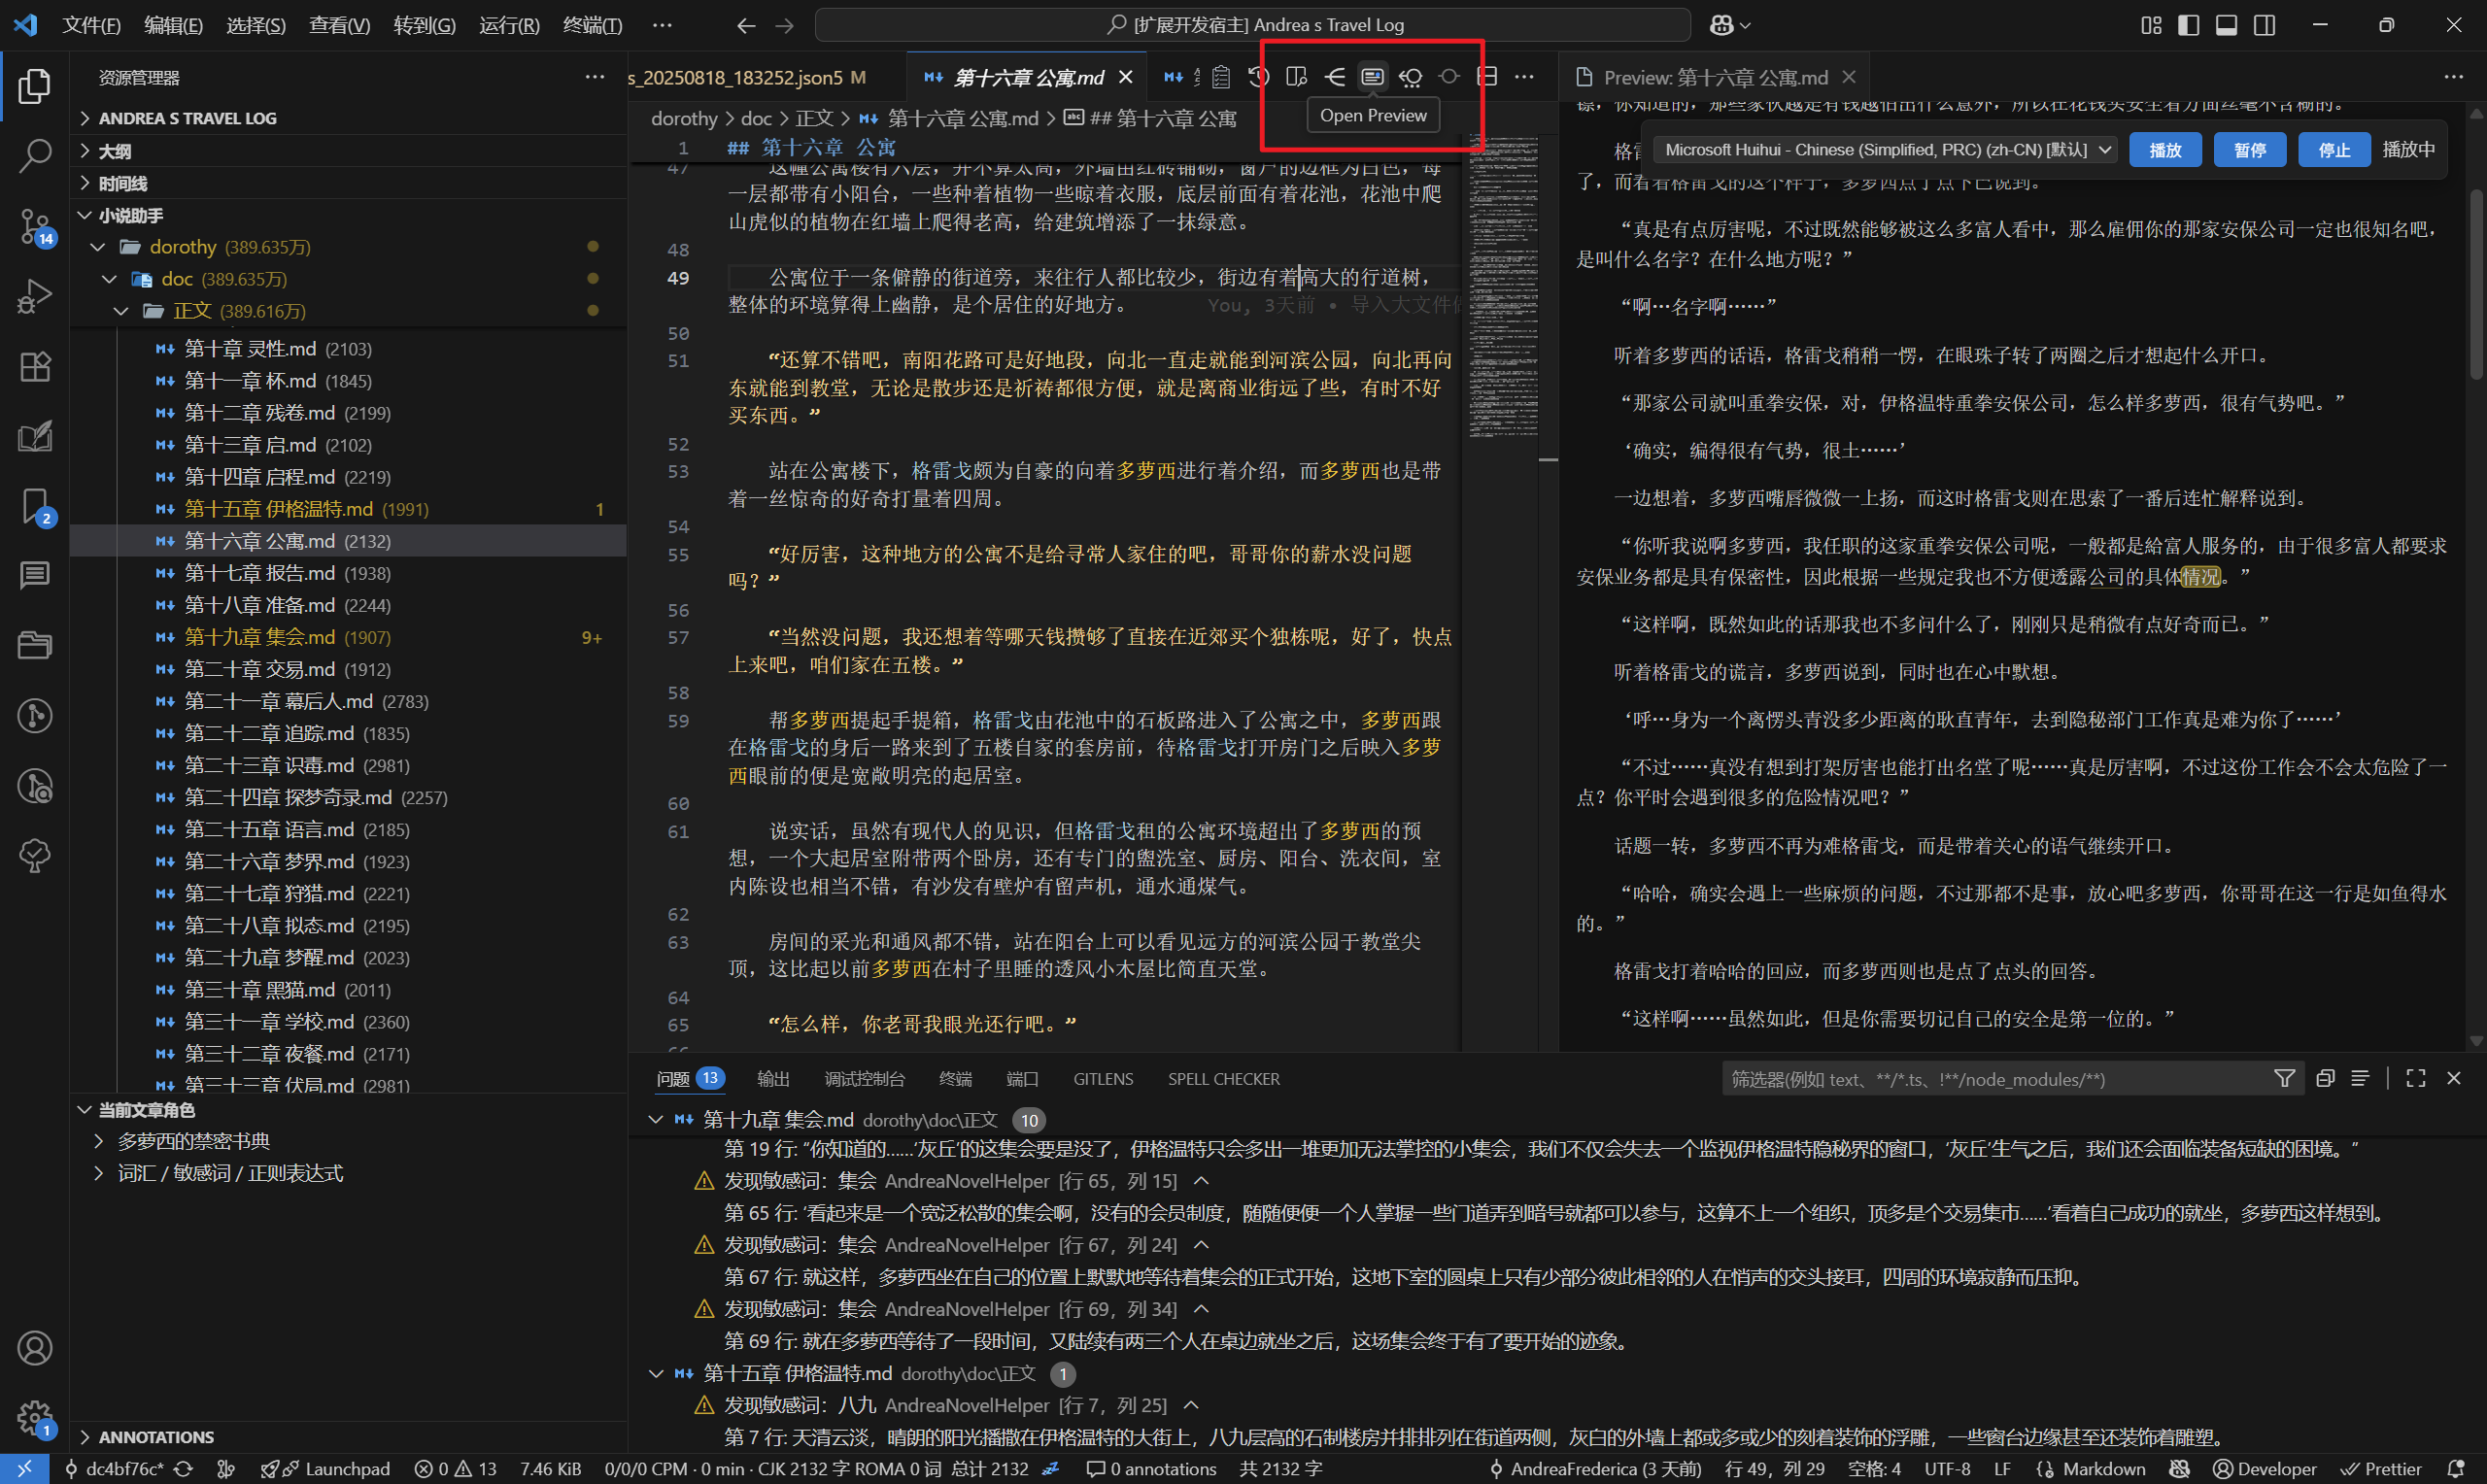 文件(F) 编辑(E) 选择(S) 查看(V) 转到(G) 运行(R) 终端(T) ···
[扩展开发宿主] Andrea s Travel Log
资源管理器
ANDREA S TRAVEL LOG
大纲
时间线
小说助手
dorothy (389.635万)
doc (389.635万)
正文 (389.616万)
第十章 灵性.md (2103)
第十一章 杯.md (1845)
第十二章 残卷.md (2199)
第十三章 启.md (2102)
第十四章 启程.md (2219)
第十五章 伊格温特.md (1991) 1
第十六章 公寓.md (2132)
第十七章 报告.md (1938)
第十八章 准备.md (2244)
第十九章 集会.md (1907) 9+
第二十章 交易.md (1912)
第二十一章 幕后人.md (2783)
第二十二章 追踪.md (1835)
第二十三章 识毒.md (2981)
第二十四章 探梦奇录.md (2257)
第二十五章 语言.md (2185)
第二十六章 梦界.md (1923)
第二十七章 狩猎.md (2221)
第二十八章 拟态.md (2195)
第二十九章 梦醒.md (2023)
第三十章 黑猫.md (2011)
第三十一章 学校.md (2360)
第三十二章 夜餐.md (2171)
第三十三章 伏局.md (2981)
当前文章角色
多萝西的禁密书典
词汇 / 敏感词 / 正则表达式
ANNOTATIONS
14
2
1
s_20250818_183252.json5 M
第十六章 公寓.md
Open Preview
dorothy > doc > 正文 > 第十六章 公寓.md > ## 第十六章 公寓
1 ## 第十六章 公寓
47 这幢公寓楼有六层，并不算太高，外墙由红砖铺砌，窗户的边框为白色，每
一层都带有小阳台，一些种着植物一些晾着衣服，底层前面有着花池，花池中爬
山虎似的植物在红墙上爬得老高，给建筑增添了一抹绿意。
48
49 公寓位于一条僻静的街道旁，来往行人都比较少，街边有着高大的行道树，
整体的环境算得上幽静，是个居住的好地方。 You, 3天前 • 导入大文件
50
51 “还算不错吧，南阳花路可是好地段，向北一直走就能到河滨公园，向北再向
东就能到教堂，无论是散步还是祈祷都很方便，就是离商业街远了些，有时不好
买东西。”
52
53 站在公寓楼下，格雷戈颇为自豪的向着多萝西进行着介绍，而多萝西也是带
着一丝惊奇的好奇打量着四周。
54
55 “好厉害，这种地方的公寓不是给寻常人家住的吧，哥哥你的薪水没问题
吗？”
56
57 “当然没问题，我还想着等哪天钱攒够了直接在近郊买个独栋呢，好了，快点
上来吧，咱们家在五楼。”
58
59 帮多萝西提起手提箱，格雷戈由花池中的石板路进入了公寓之中，多萝西跟
在格雷戈的身后一路来到了五楼自家的套房前，待格雷戈打开房门之后映入多萝
西眼前的便是宽敞明亮的起居室。
60
61 说实话，虽然有现代人的见识，但格雷戈租的公寓环境超出了多萝西的预
想，一个大起居室附带两个卧房，还有专门的盥洗室、厨房、阳台、洗衣间，室
内陈设也相当不错，有沙发有壁炉有留声机，通水通煤气。
62
63 房间的采光和通风都不错，站在阳台上可以看见远方的河滨公园于教堂尖
顶，这比起以前多萝西在村子里睡的透风小木屋比简直天堂。
64
65 “怎么样，你老哥我眼光还行吧。”
Preview: 第十六章 公寓.md
Microsoft Huihui - Chinese (Simplified, PRC) (zh-CN) [默认] 播放 暂停 停止 播放中
“真是有点厉害呢，不过既然能够被这么多富人看中，那么雇佣你的那家安保公司一定也很知名吧，
是叫什么名字？在什么地方呢？”
“啊…名字啊……”
听着多萝西的话语，格雷戈稍稍一愣，在眼珠子转了两圈之后才想起什么开口。
“那家公司就叫重拳安保，对，伊格温特重拳安保公司，怎么样多萝西，很有气势吧。”
‘确实，编得很有气势，很土……’
一边想着，多萝西嘴唇微微一上扬，而这时格雷戈则在思索了一番后连忙解释说到。
“你听我说啊多萝西，我任职的这家重拳安保公司呢，一般都是給富人服务的，由于很多富人都要求
安保业务都是具有保密性，因此根据一些规定我也不方便透露公司的具体情况。”
“这样啊，既然如此的话那我也不多问什么了，刚刚只是稍微有点好奇而已。”
听着格雷戈的谎言，多萝西说到，同时也在心中默想。
‘呼…身为一个离愣头青没多少距离的耿直青年，去到隐秘部门工作真是难为你了……’
“不过……真没有想到打架厉害也能打出名堂了呢……真是厉害啊，不过这份工作会不会太危险了一
点？你平时会遇到很多的危险情况吧？”
话题一转，多萝西不再为难格雷戈，而是带着关心的语气继续开口。
“哈哈，确实会遇上一些麻烦的问题，不过那都不是事，放心吧多萝西，你哥哥在这一行是如鱼得水
的。”
格雷戈打着哈哈的回应，而多萝西则也是点了点头的回答。
“这样啊……虽然如此，但是你需要切记自己的安全是第一位的。”
问题 13 输出 调试控制台 终端 端口 GITLENS SPELL CHECKER
筛选器(例如 text、**/*.ts、!**/node_modules/**)
第十九章 集会.md dorothy\doc\正文 10
第 19 行: “你知道的……‘灰丘’的这集会要是没了，伊格温特只会多出一堆更加无法掌控的小集会，我们不仅会失去一个监视伊格温特隐秘界的窗口，‘灰丘’生气之后，我们还会面临装备短缺的困境。”
发现敏感词：集会 AndreaNovelHelper [行 65，列 15]
第 65 行: ‘看起来是一个宽泛松散的集会啊，没有的会员制度，随随便便一个人掌握一些门道弄到暗号就都可以参与，这算不上一个组织，顶多是个交易集市……’看着自己成功的就坐，多萝西这样想到。
发现敏感词：集会 AndreaNovelHelper [行 67，列 24]
第 67 行: 就这样，多萝西坐在自己的位置上默默地等待着集会的正式开始，这地下室的圆桌上只有少部分彼此相邻的人在悄声的交头接耳，四周的环境寂静而压抑。
发现敏感词：集会 AndreaNovelHelper [行 69，列 34]
第 69 行: 就在多萝西等待了一段时间，又陆续有两三个人在桌边就坐之后，这场集会终于有了要开始的迹象。
第十五章 伊格温特.md dorothy\doc\正文 1
发现敏感词：八九 AndreaNovelHelper [行 7，列 25]
第 7 行: 天清云淡，晴朗的阳光播撒在伊格温特的大街上，八九层高的石制楼房并排排列在街道两侧，灰白的外墙上都或多或少的刻着装饰的浮雕，一些窗台边缘甚至还装饰着雕塑。
dc4bf76c* Launchpad 0 13 7.46 KiB 0/0/0 CPM · 0 min · CJK 2132 字 ROMA 0 词 总计 2132 0 annotations 共 2132 字 AndreaFrederica (3 天前) 行 49，列 29 空格: 4 UTF-8 LF Markdown Developer Prettier